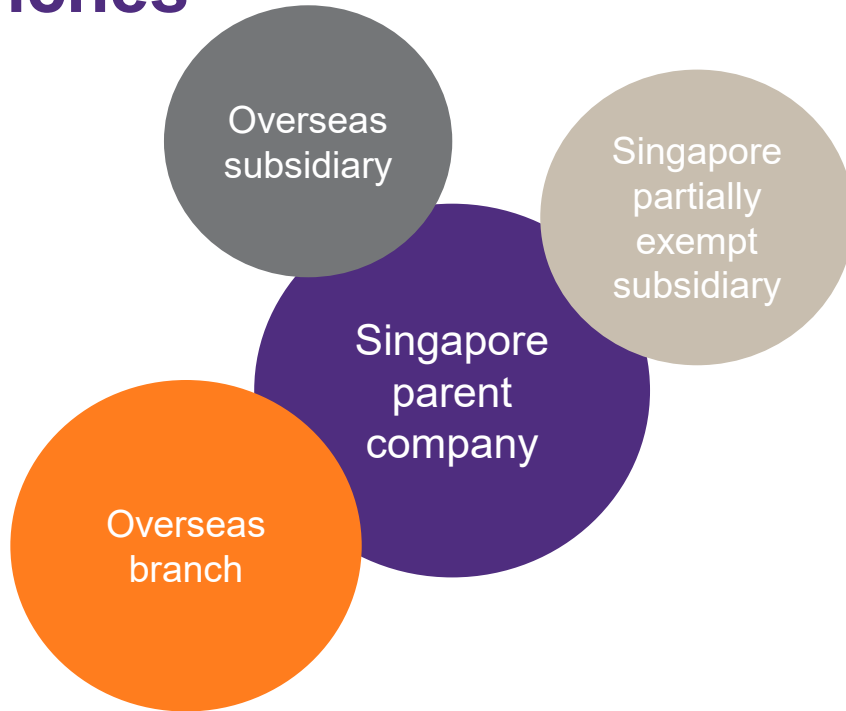 Overseas
subsidiary
Singapore
partially
exempt
subsidiary
Singapore
parent
company
Overseas
branch